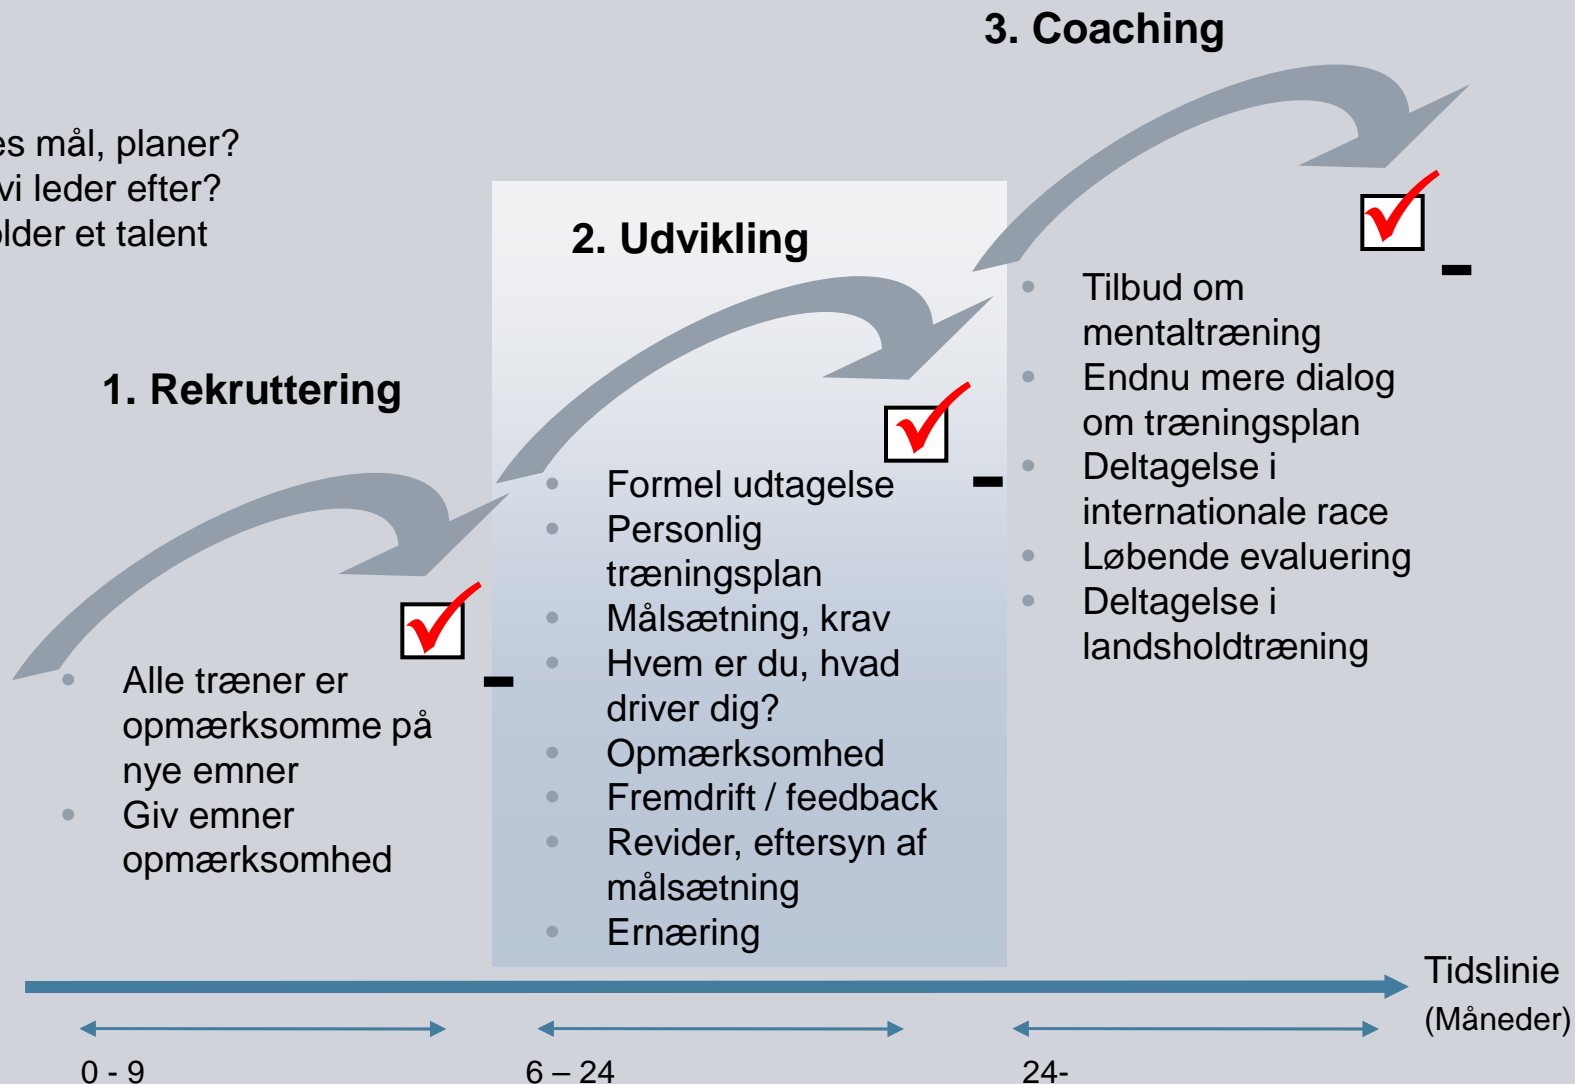 3. Coaching
es mål, planer?
vi leder efter?
older et talent
2. Udvikling
1. Rekruttering
Alle træner er
opmærksomme på
nye emner
Giv emner
opmærksomhed
Formel udtagelse
Personlig
træningsplan
Målsætning, krav
Hvem er du, hvad
driver dig?
Opmærksomhed
Fremdrift / feedback
Revider, eftersyn af
målsætning
Ernæring
Tilbud om
mentaltræning
Endnu mere dialog
om træningsplan
Deltagelse i
internationale race
Løbende evaluering
Deltagelse i
landsholdtræning
Tidslinie
(Måneder)
0 - 9
6 – 24
24-